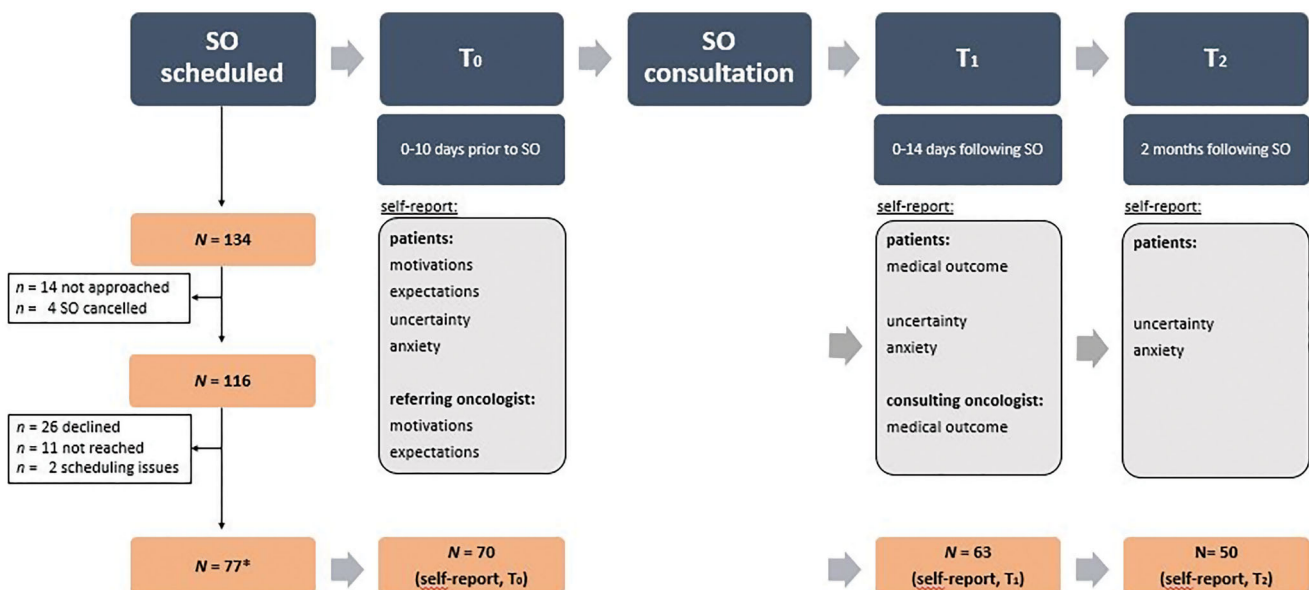 SO
scheduled
T₀
SO
consultation
T₁
T₂
0-10 days prior to SO
0-14 days following SO
2 months following SO
self-report:
patients:
motivations
expectations
uncertainty
anxiety
referring oncologist:
motivations
expectations
self-report:
patients:
medical outcome
uncertainty
anxiety
consulting oncologist:
medical outcome
self-report:
patients:
uncertainty
anxiety
N = 134
n = 14 not approached
n = 4 SO cancelled
N = 116
n = 26 declined
n = 11 not reached
n = 2 scheduling issues
N = 77*
N = 70
(self-report, T₀)
N = 63
(self-report, T₁)
N= 50
(self-report, T₂)